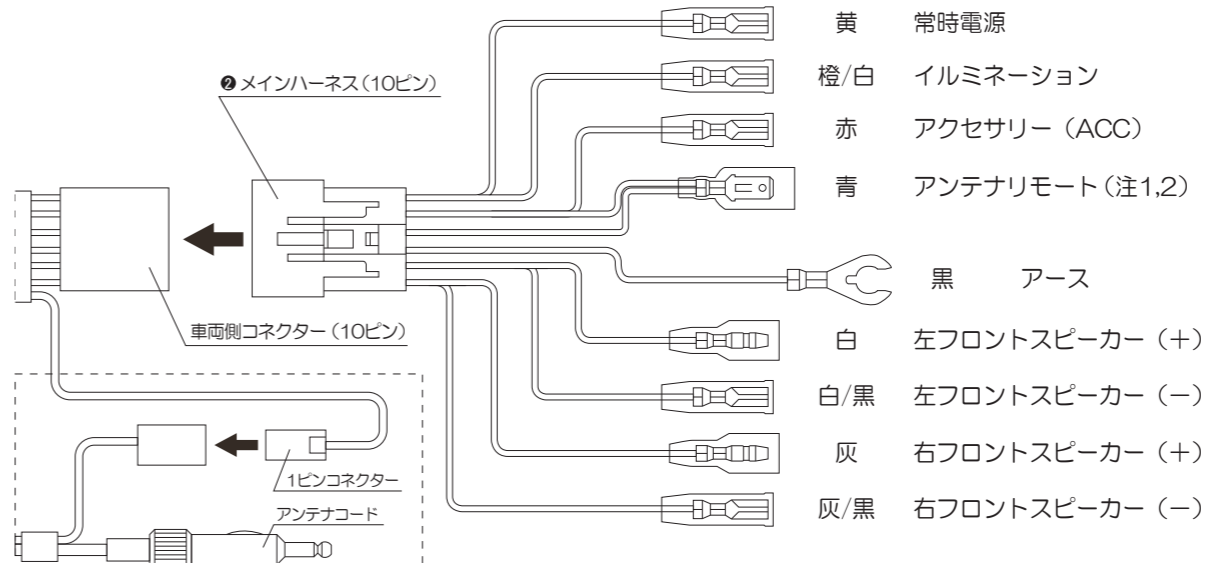 黄 常時電源
橙/白 イルミネーション
赤 アクセサリー（ACC）
青 アンテナリモート（注1,2）
黒 アース
白 左フロントスピーカー（＋）
白/黒 左フロントスピーカー（－）
灰 右フロントスピーカー（＋）
灰/黒 右フロントスピーカー（－）
❷メインハーネス（10ピン）
車両側コネクター（10ピン）
1ピンコネクター
アンテナコード